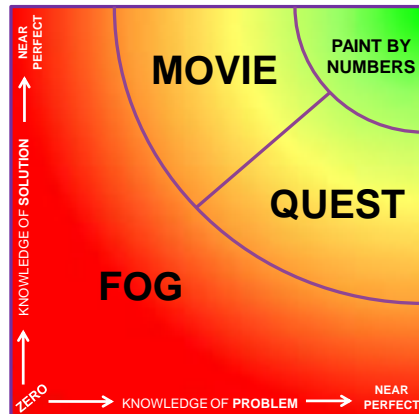 NEAR
PERFECT
MOVIE
PAINT BY
NUMBERS
KNOWLEDGE OF SOLUTION
QUEST
FOG
ZERO
KNOWLEDGE OF PROBLEM
NEAR
PERFECT